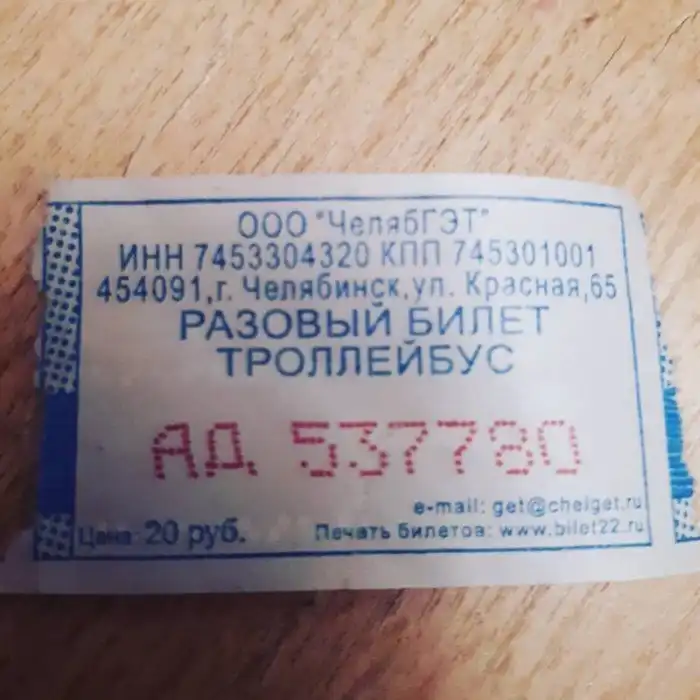 ООО "ЧелябГЭТ"
ИНН 7453304320 КПП 745301001
454091,г. Челябинск,ул. Красная,65
РАЗОВЫЙ БИЛЕТ
ТРОЛЛЕЙБУС
АД 537780
e-mail: get@chelget.ru
Цена: 20 руб.
Печать билетов: www.bilet22.ru